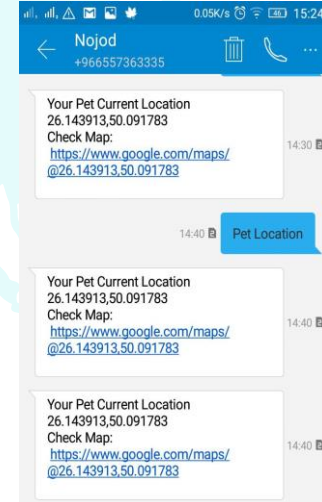 0.05K/s 46 15:24
Nojod
+966557363335
Your Pet Current Location
26.143913,50.091783
Check Map:
https://www.google.com/maps/
@26.143913,50.091783
14:30
14:40 Pet Location
Your Pet Current Location
26.143913,50.091783
Check Map:
https://www.google.com/maps/
@26.143913,50.091783
14:40
Your Pet Current Location
26.143913,50.091783
Check Map:
https://www.google.com/maps/
@26.143913,50.091783
14:40